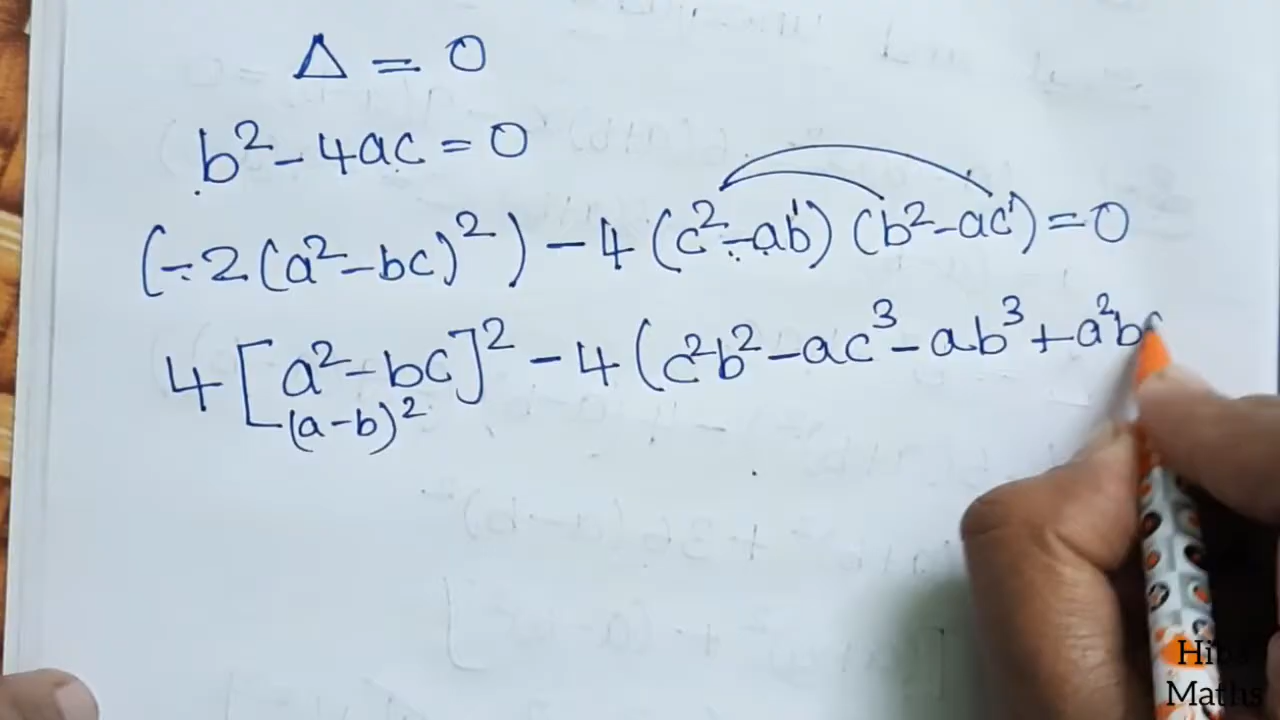 Δ = 0
b² - 4ac = 0
(-2(a² - bc)²) - 4(c² - ab)(b² - ac) = 0
4[a² - bc]² - 4(c²b² - ac³ - ab³ + a²bc
(a-b)²
Maths